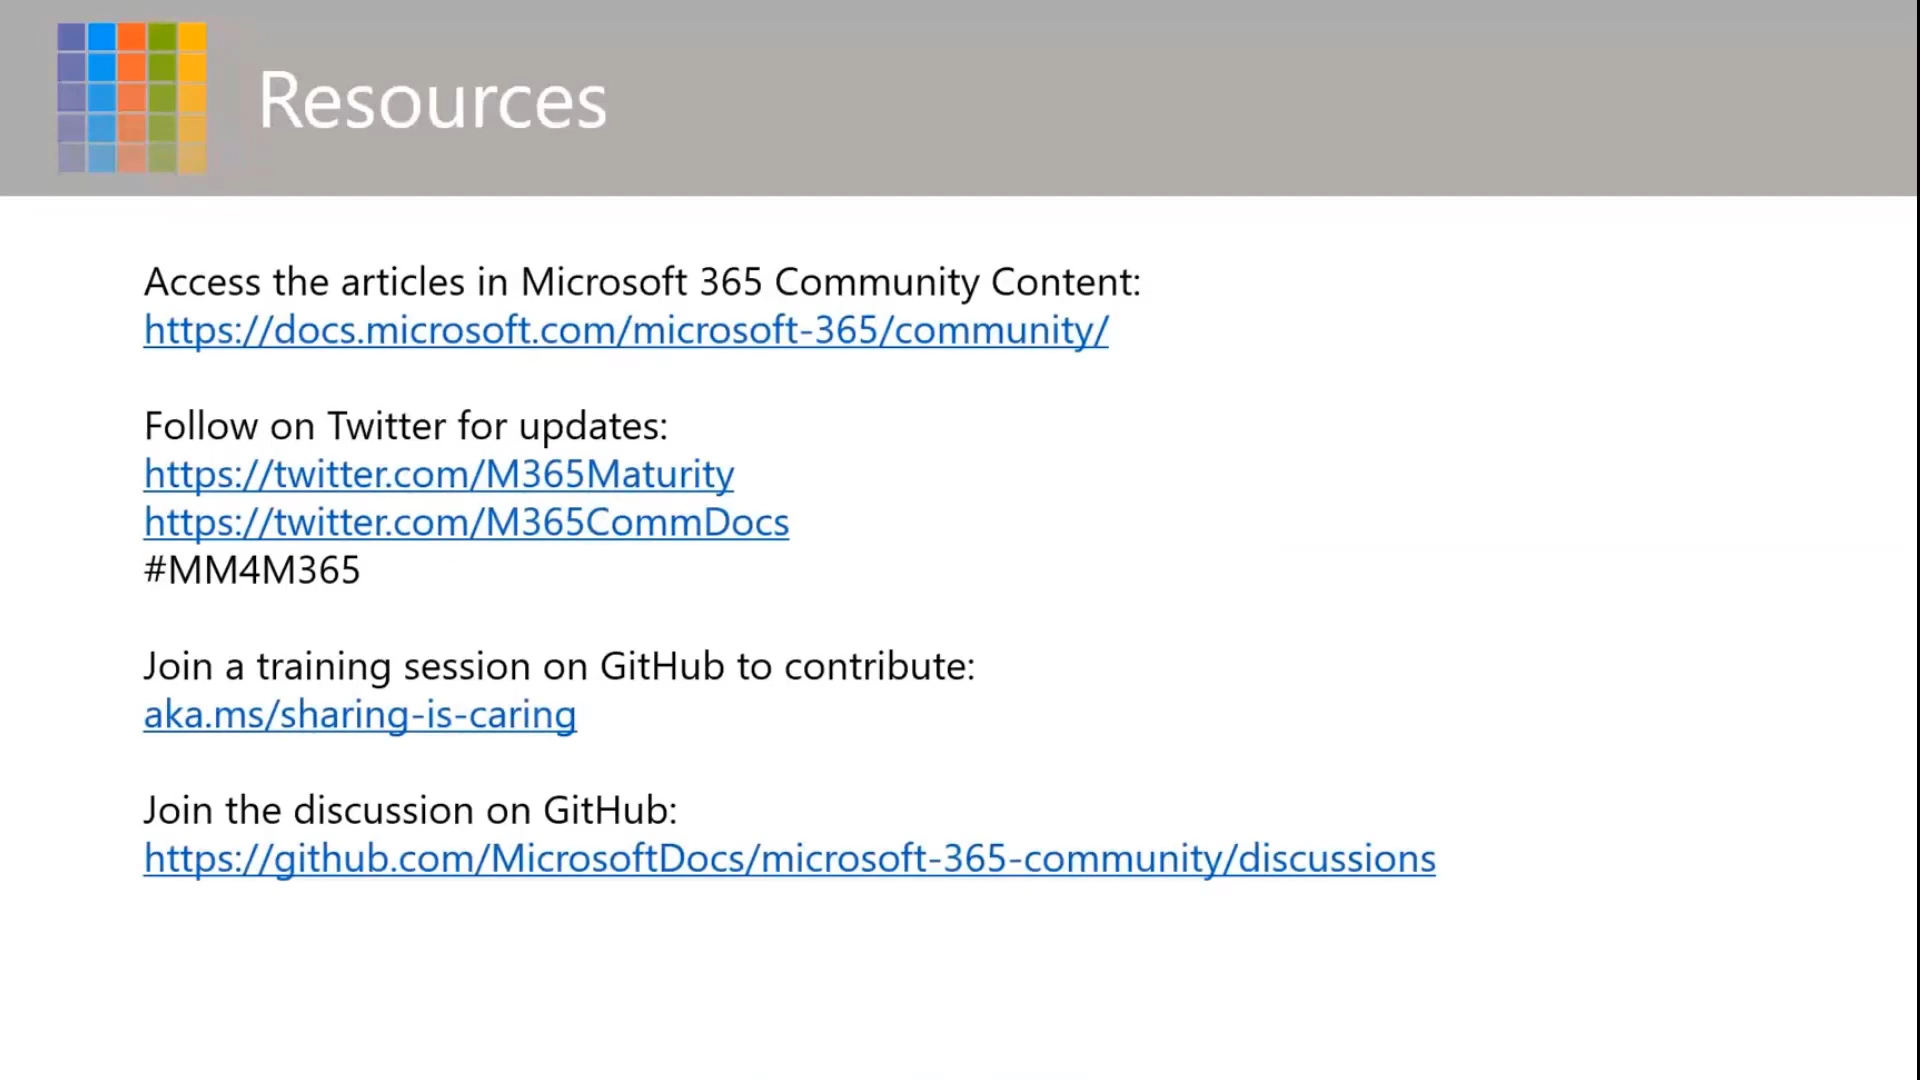 Resources
Access the articles in Microsoft 365 Community Content:
https://docs.microsoft.com/microsoft-365/community/
Follow on Twitter for updates:
https://twitter.com/M365Maturity
https://twitter.com/M365CommDocs
#MM4M365
Join a training session on GitHub to contribute:
aka.ms/sharing-is-caring
Join the discussion on GitHub:
https://github.com/MicrosoftDocs/microsoft-365-community/discussions